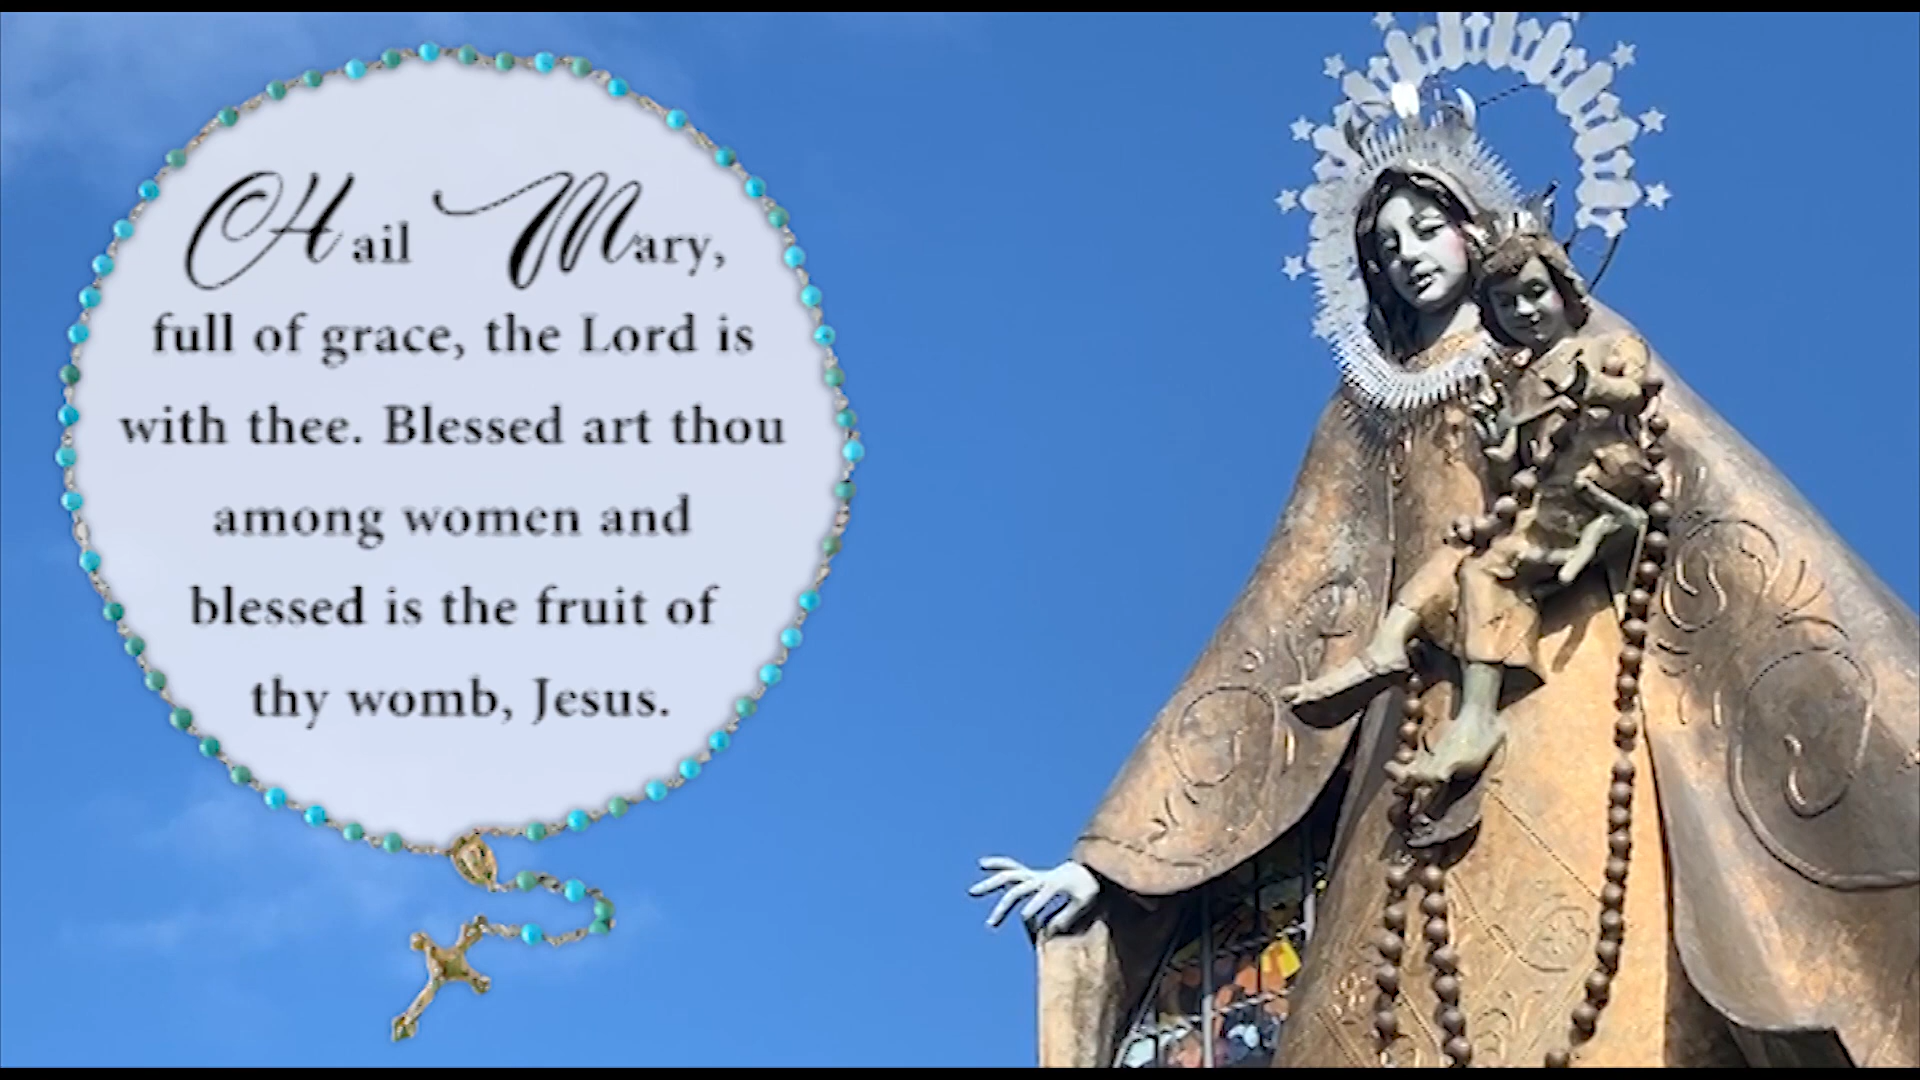 Hail Mary,
full of grace, the Lord is
with thee. Blessed art thou
among women and
blessed is the fruit of
thy womb, Jesus.